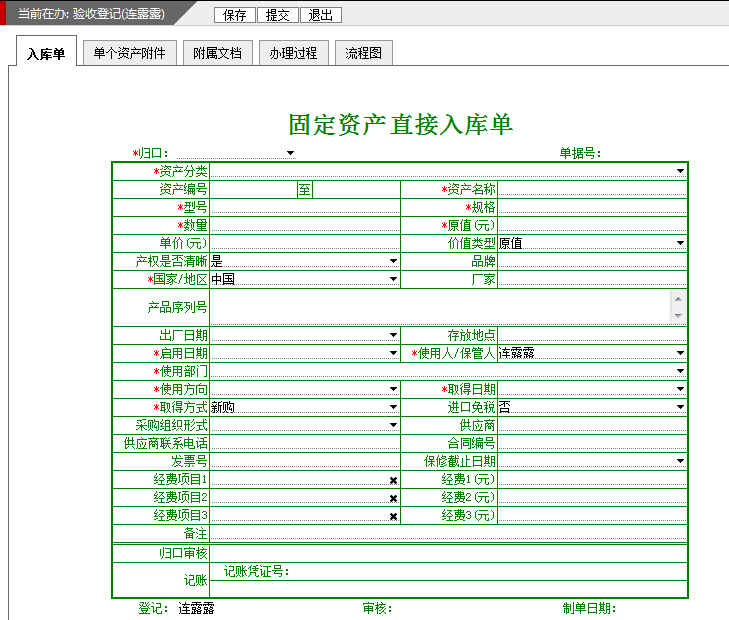 当前在办: 验收登记(连露露) 保存 提交 退出
入库单 单个资产附件 附属文档 办理过程 流程图
固定资产直接入库单
*归口: 单据号:
*资产分类
资产编号 至 *资产名称
*型号 *规格
*数量 *原值(元)
单价(元) 价值类型 原值
产权是否清晰 是 品牌
*国家/地区 中国 厂家
产品序列号
出厂日期 存放地点
*启用日期 *使用人/保管人 连露露
*使用部门
*使用方向 *取得日期
*取得方式 新购 进口免税 否
采购组织形式 供应商
供应商联系电话 合同编号
发票号 保修截止日期
经费项目1 经费1(元)
经费项目2 经费2(元)
经费项目3 经费3(元)
备注
归口审核
记账 记账凭证号:
登记: 连露露 审核: 制单日期: